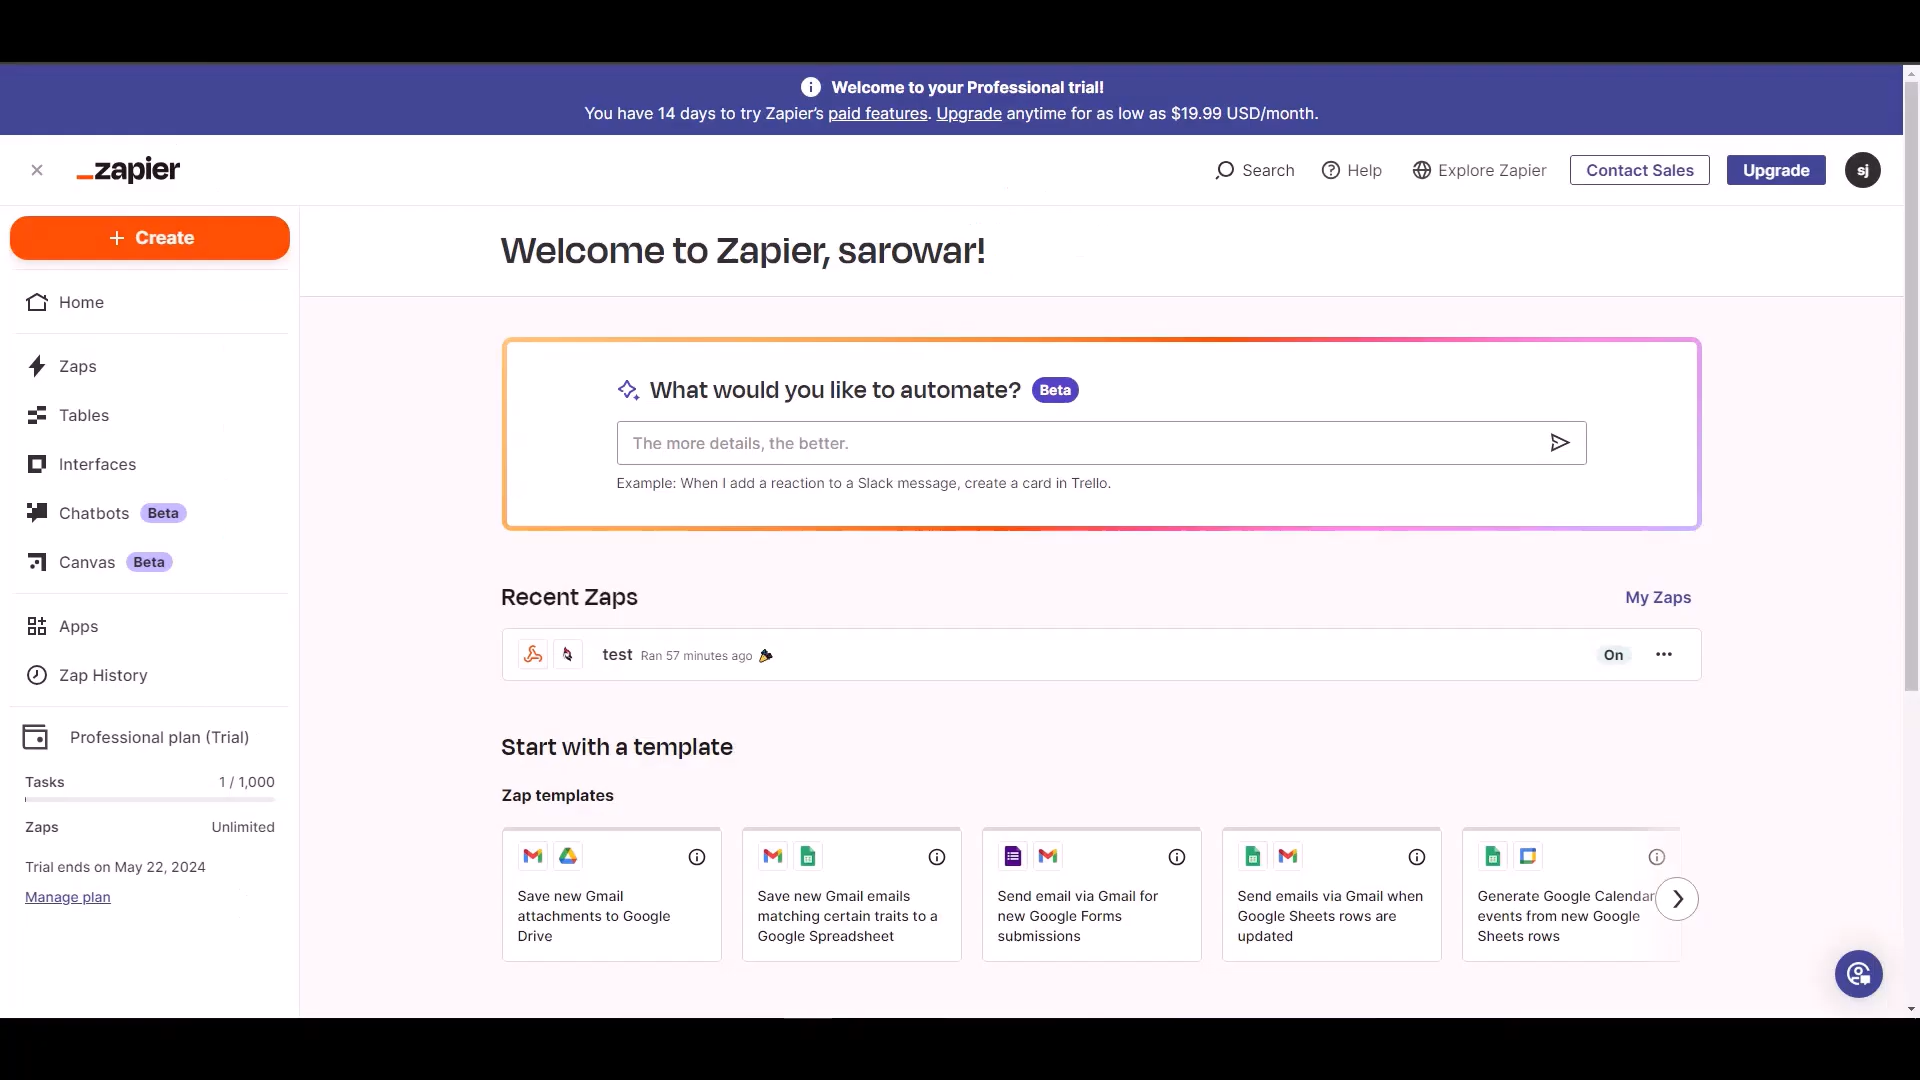 Welcome to your Professional trial!
You have 14 days to try Zapier’s paid features. Upgrade anytime for as low as $19.99 USD/month.
zapier
Search
Help
Explore Zapier
Contact Sales
Upgrade
sj
Create
Home
Zaps
Tables
Interfaces
Chatbots Beta
Canvas Beta
Apps
Zap History
Professional plan (Trial)
Tasks 1 / 1,000
Zaps Unlimited
Trial ends on May 22, 2024
Manage plan
Welcome to Zapier, sarowar!
What would you like to automate? Beta
The more details, the better.
Example: When I add a reaction to a Slack message, create a card in Trello.
Recent Zaps
My Zaps
test Ran 57 minutes ago
On
Start with a template
Zap templates
Save new Gmail
attachments to Google
Drive
Save new Gmail emails
matching certain traits to a
Google Spreadsheet
Send email via Gmail for
new Google Forms
submissions
Send emails via Gmail when
Google Sheets rows are
updated
Generate Google Calendar
events from new Google
Sheets rows